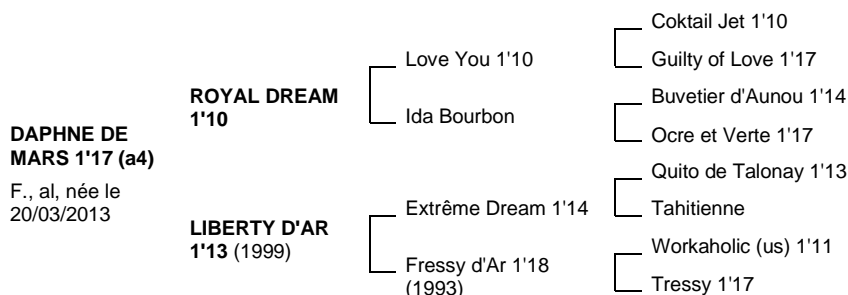 DAPHNE DE
MARS 1'17 (a4)
F., al, née le
20/03/2013
ROYAL DREAM
1'10
LIBERTY D'AR
1'13 (1999)
Love You 1'10
Ida Bourbon
Extrême Dream 1'14
Fressy d'Ar 1'18
(1993)
Coktail Jet 1'10
Guilty of Love 1'17
Buvetier d'Aunou 1'14
Ocre et Verte 1'17
Quito de Talonay 1'13
Tahitienne
Workaholic (us) 1'11
Tressy 1'17